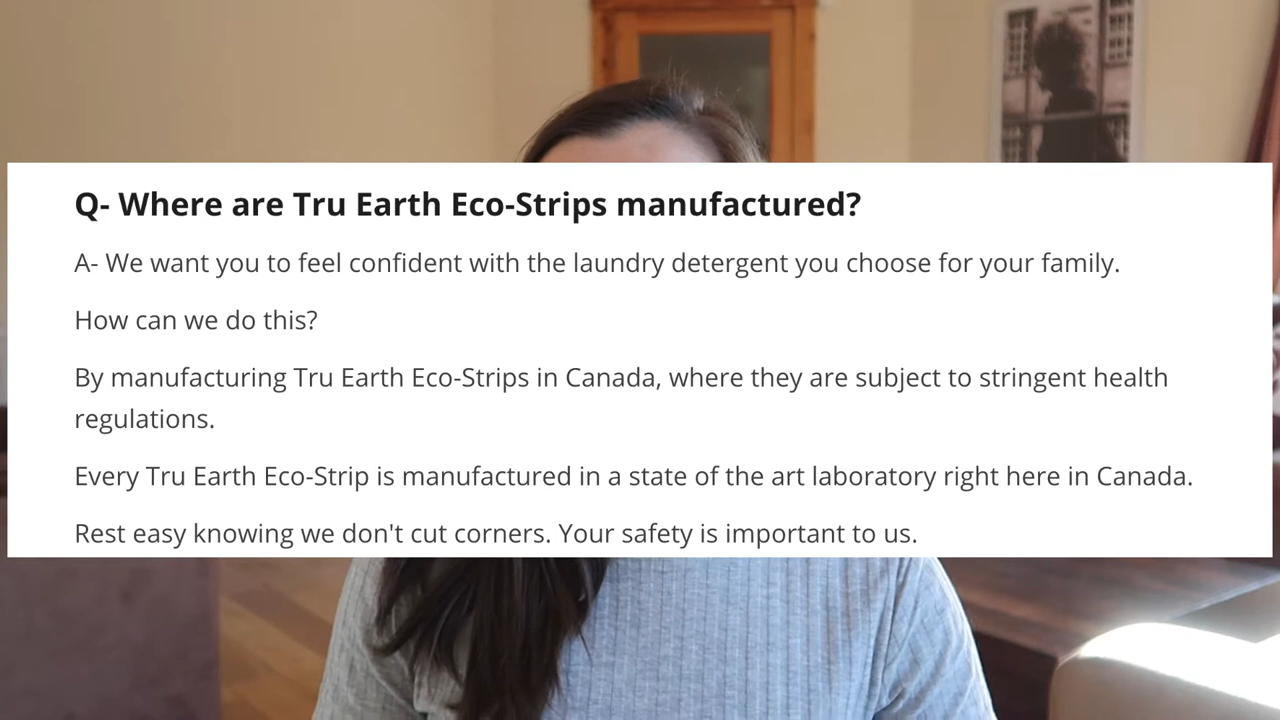 Q- Where are Tru Earth Eco-Strips manufactured?
A- We want you to feel confident with the laundry detergent you choose for your family.
How can we do this?
By manufacturing Tru Earth Eco-Strips in Canada, where they are subject to stringent health
regulations.
Every Tru Earth Eco-Strip is manufactured in a state of the art laboratory right here in Canada.
Rest easy knowing we don't cut corners. Your safety is important to us.